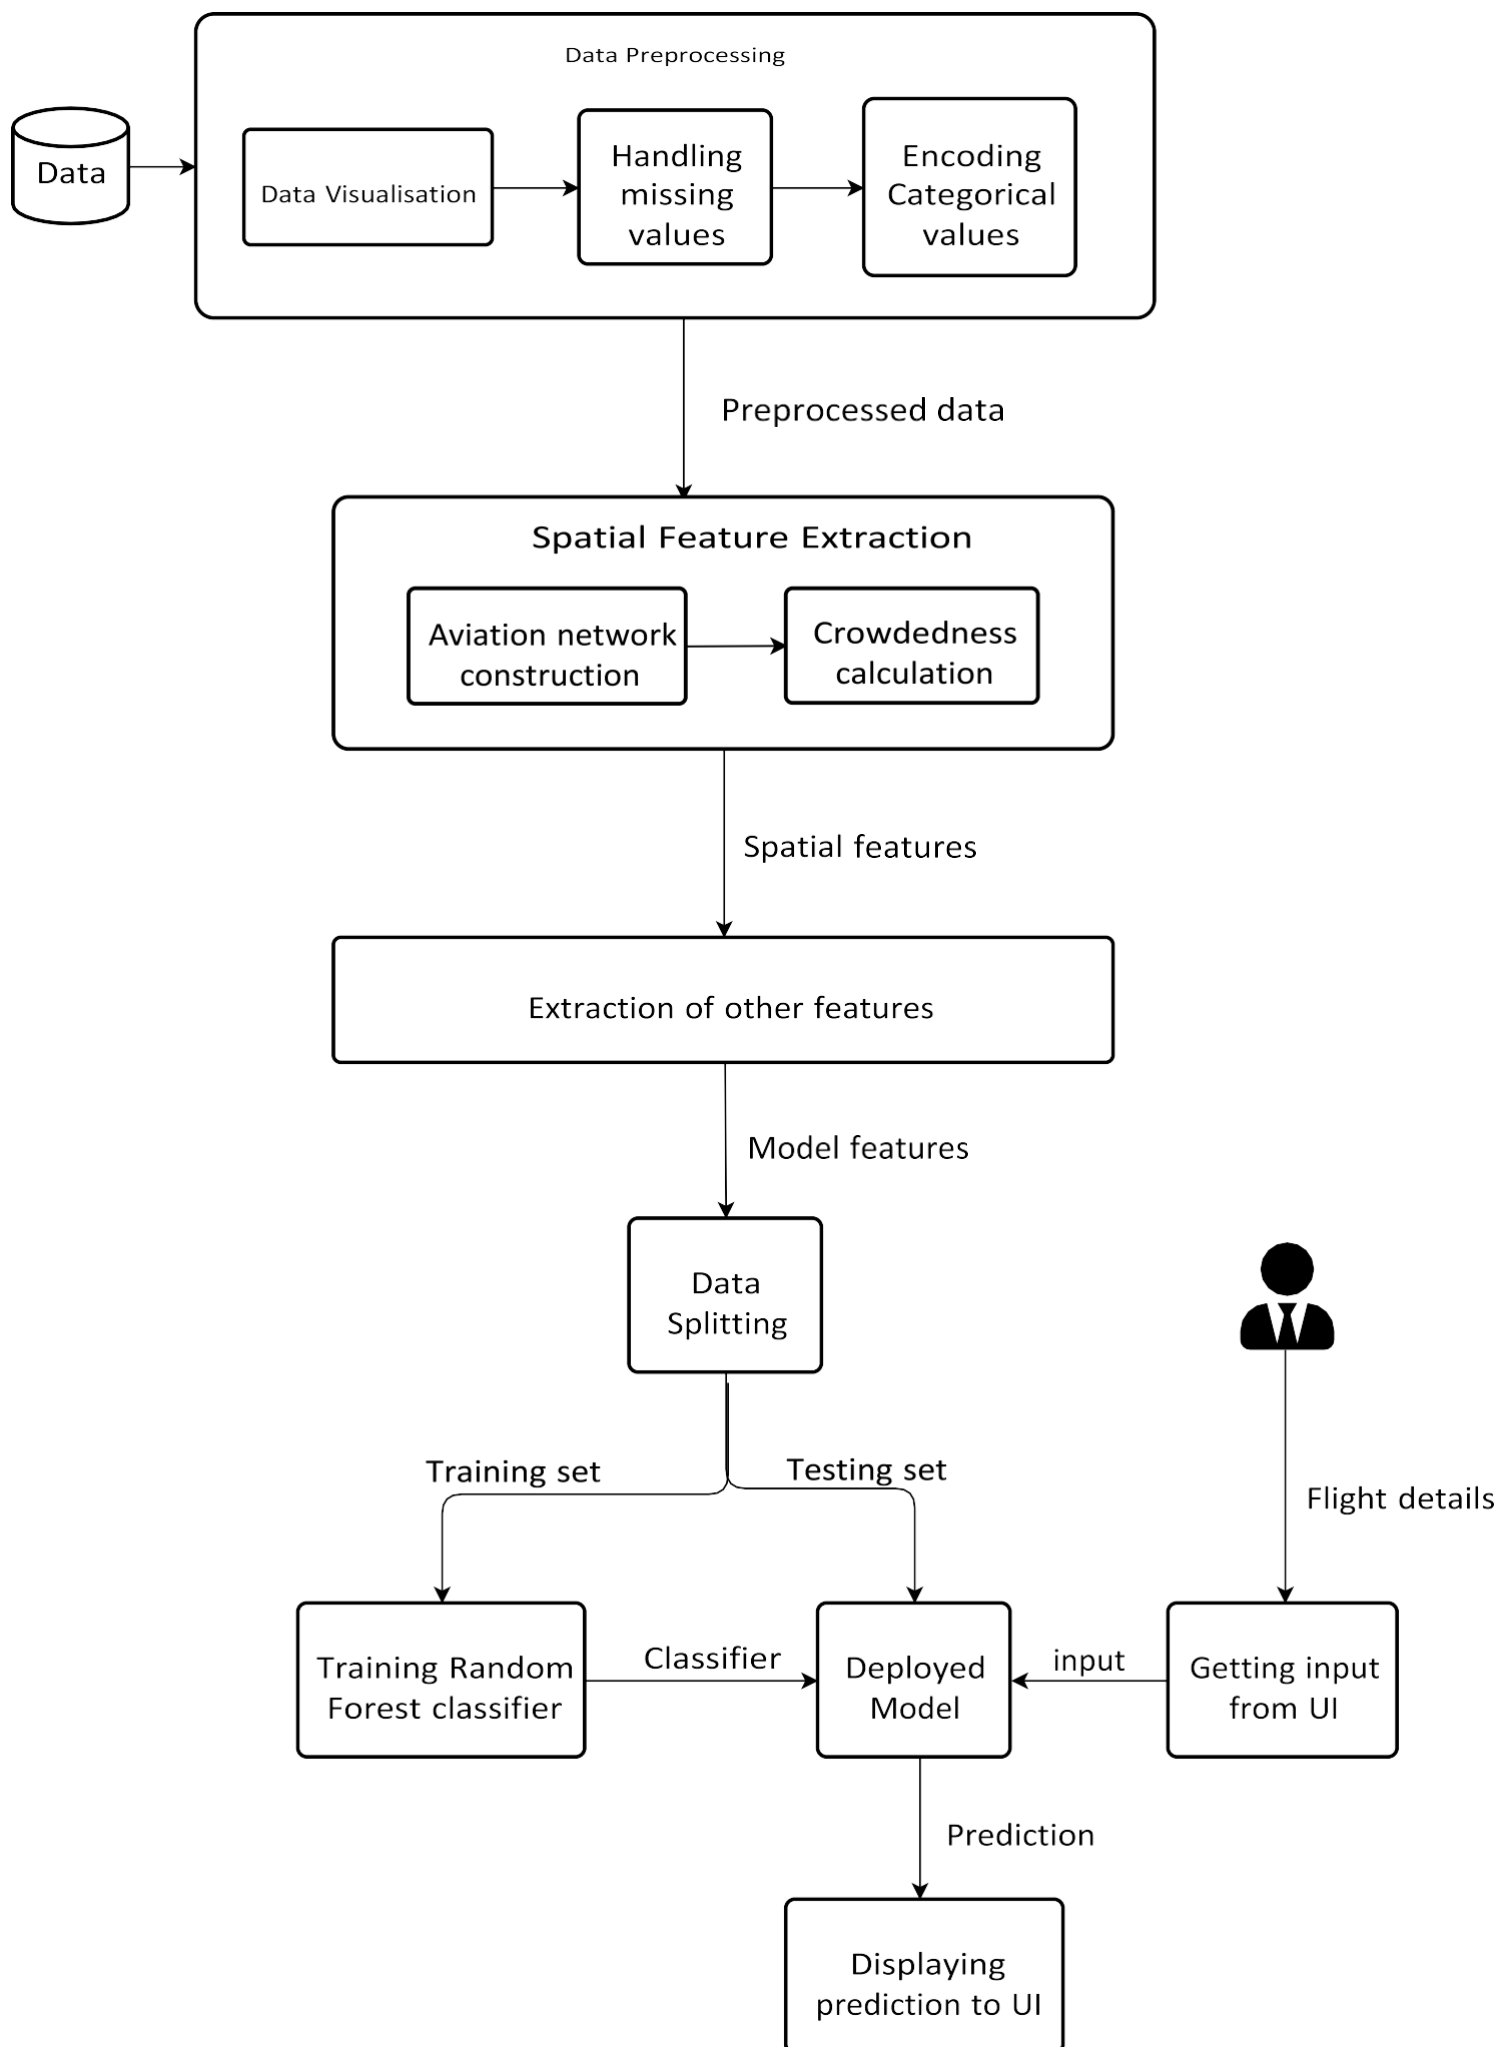 Data Preprocessing
Data
Data Visualisation
Handling
missing
values
Encoding
Categorical
values
Preprocessed data
Spatial Feature Extraction
Aviation network
construction
Crowdedness
calculation
Spatial features
Extraction of other features
Model features
Data
Splitting
Training set
Testing set
Flight details
Training Random
Forest classifier
Classifier
Deployed
Model
input
Getting input
from UI
Prediction
Displaying
prediction to UI